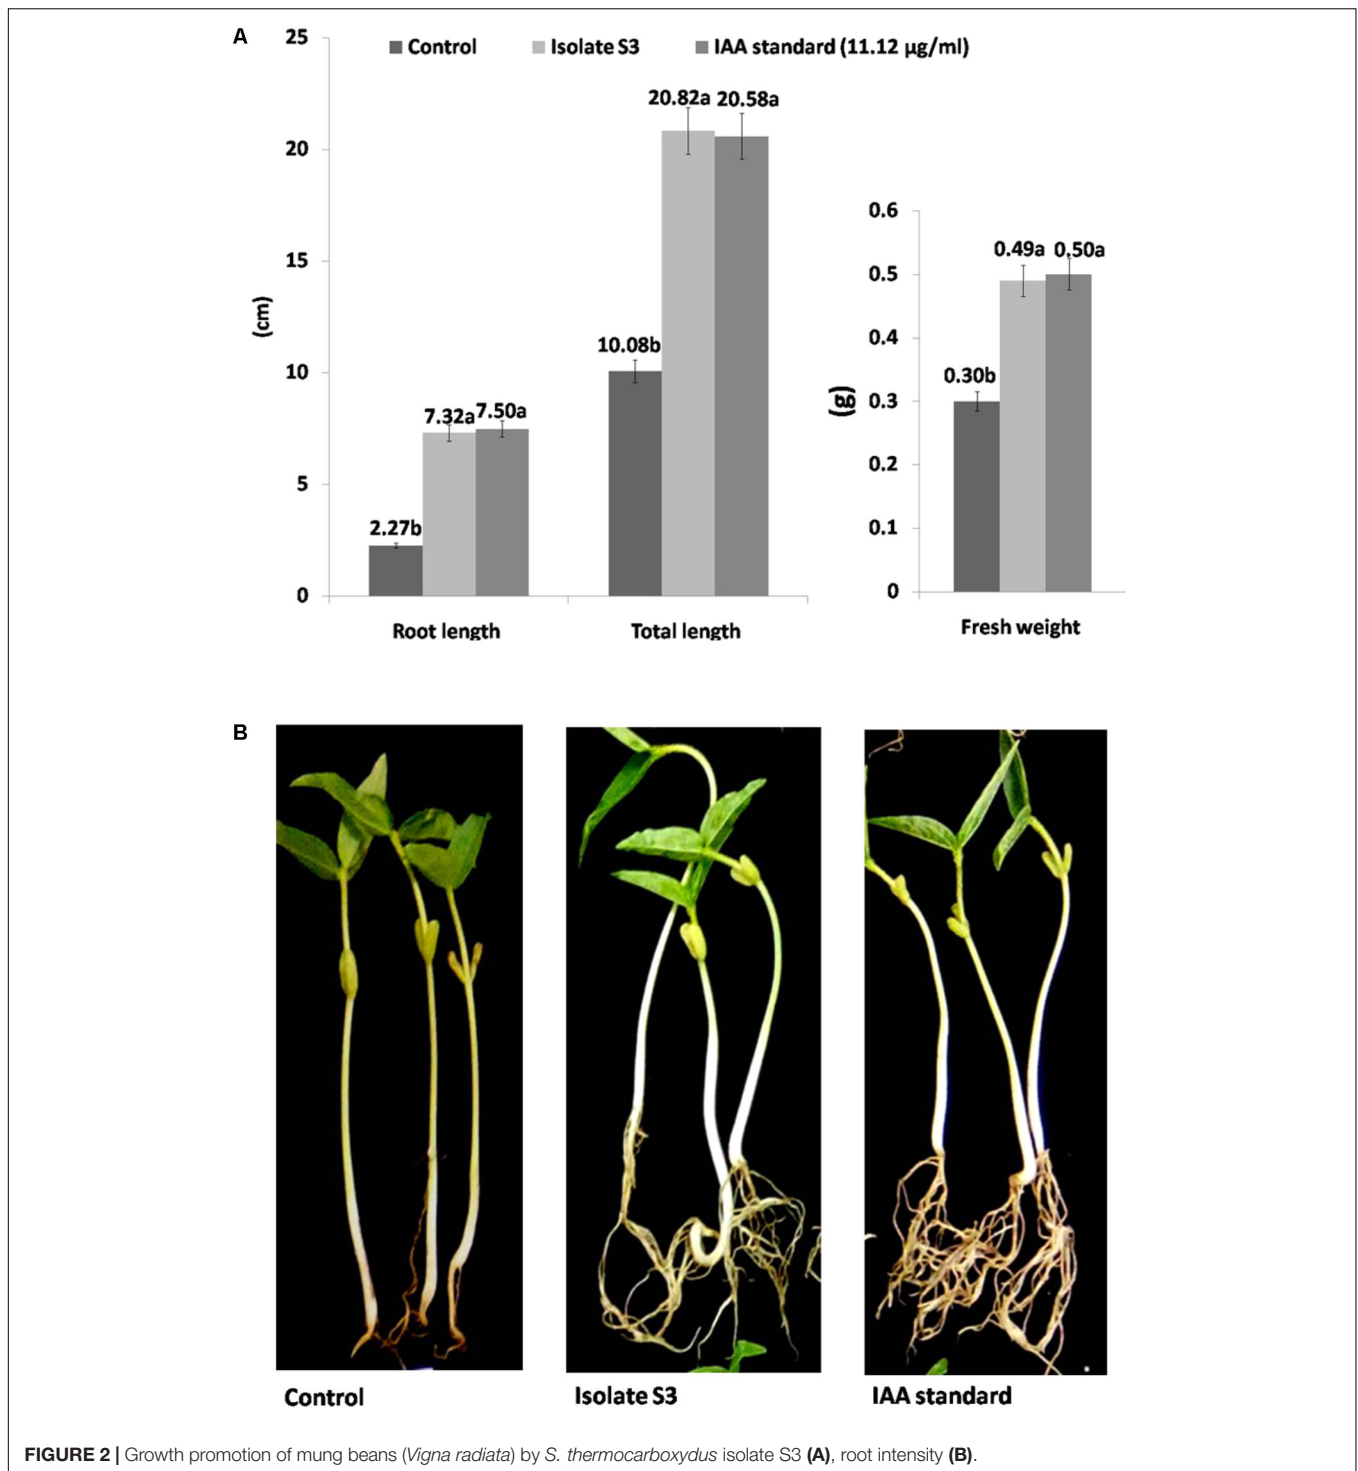 A
25
Control Isolate S3 IAA standard (11.12 µg/ml)
20.82a 20.58a
20
15
(cm)
10.08b
10
7.32a 7.50a
5
2.27b
0
Root length Total length
0.6
0.49a 0.50a
0.5
0.4
0.30b
(g)
0.3
0.2
0.1
0
Fresh weight
B
Control Isolate S3 IAA standard
FIGURE 2 | Growth promotion of mung beans (Vigna radiata) by S. thermocarboxydus isolate S3 (A), root intensity (B).